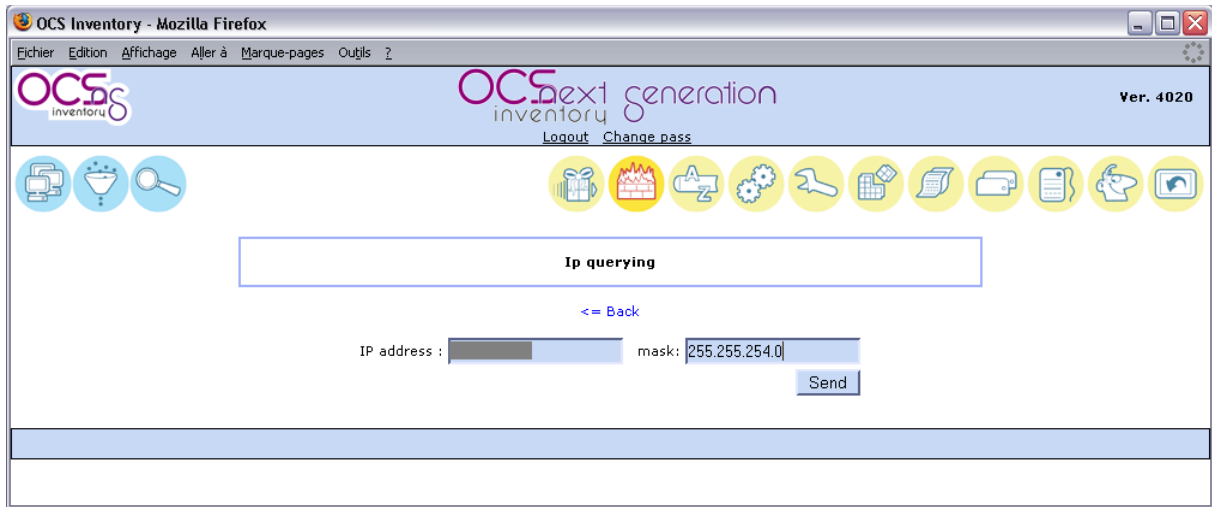 OCS Inventory - Mozilla Firefox
Fichier Edition Affichage Aller à Marque-pages Outils ?
OCS NG inventory
OCS next generation inventory
Ver. 4020
Logout Change pass
A Z
Ip querying
<= Back
IP address : mask: 255.255.254.0
Send